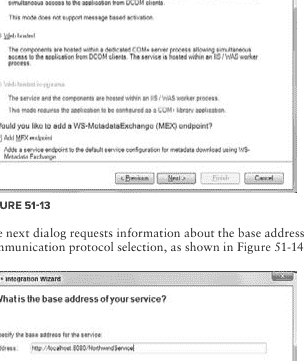 simultaneous access to the application from DCOM clients.
This mode does not support message based activation.
Web hosted
The components are hosted within a dedicated COM+ server process allowing simultaneous
access to the application from DCOM clients. The service is hosted within an IIS / WAS worker
process.
Web hosted in-process
The service and the components are hosted within an IIS / WAS worker process.
This mode requires the application to be configured as a COM+ library application.
ould you like to add a WS-MetadataExchange (MEX) endpoint?
Add MEX endpoint
Adds a service endpoint to the default service configuration for metadata download using WS-
Metadata Exchange
< Previous Next > Finish Cancel
URE 51-13
e next dialog requests information about the base address
mmunication protocol selection, as shown in Figure 51-14
+ Integration Wizard
hat is the base address of your service?
pecify the base address for the service:
ddress: http://localhost:8080/NorthwindService